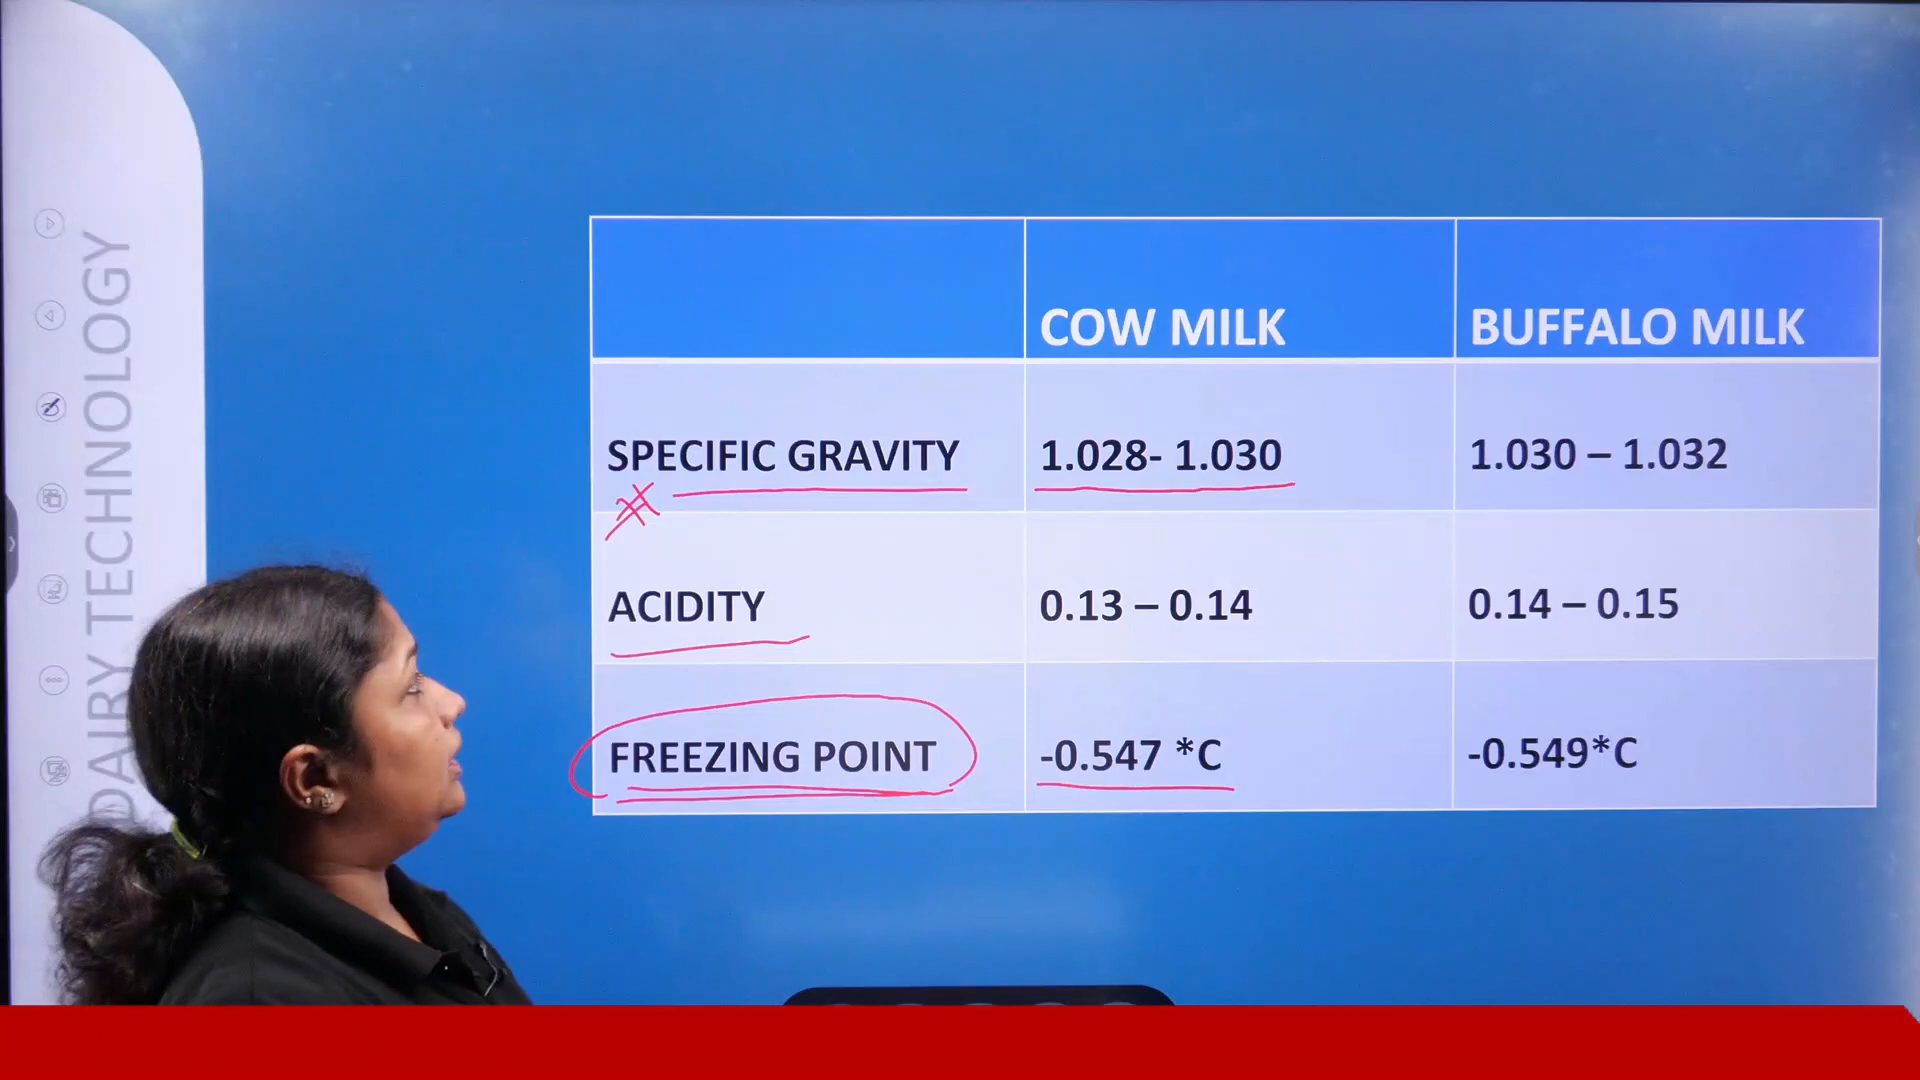 DAIRY TECHNOLOGY
COW MILK
BUFFALO MILK
SPECIFIC GRAVITY
1.028- 1.030
1.030 – 1.032
ACIDITY
0.13 – 0.14
0.14 – 0.15
FREEZING POINT
-0.547 *C
-0.549*C